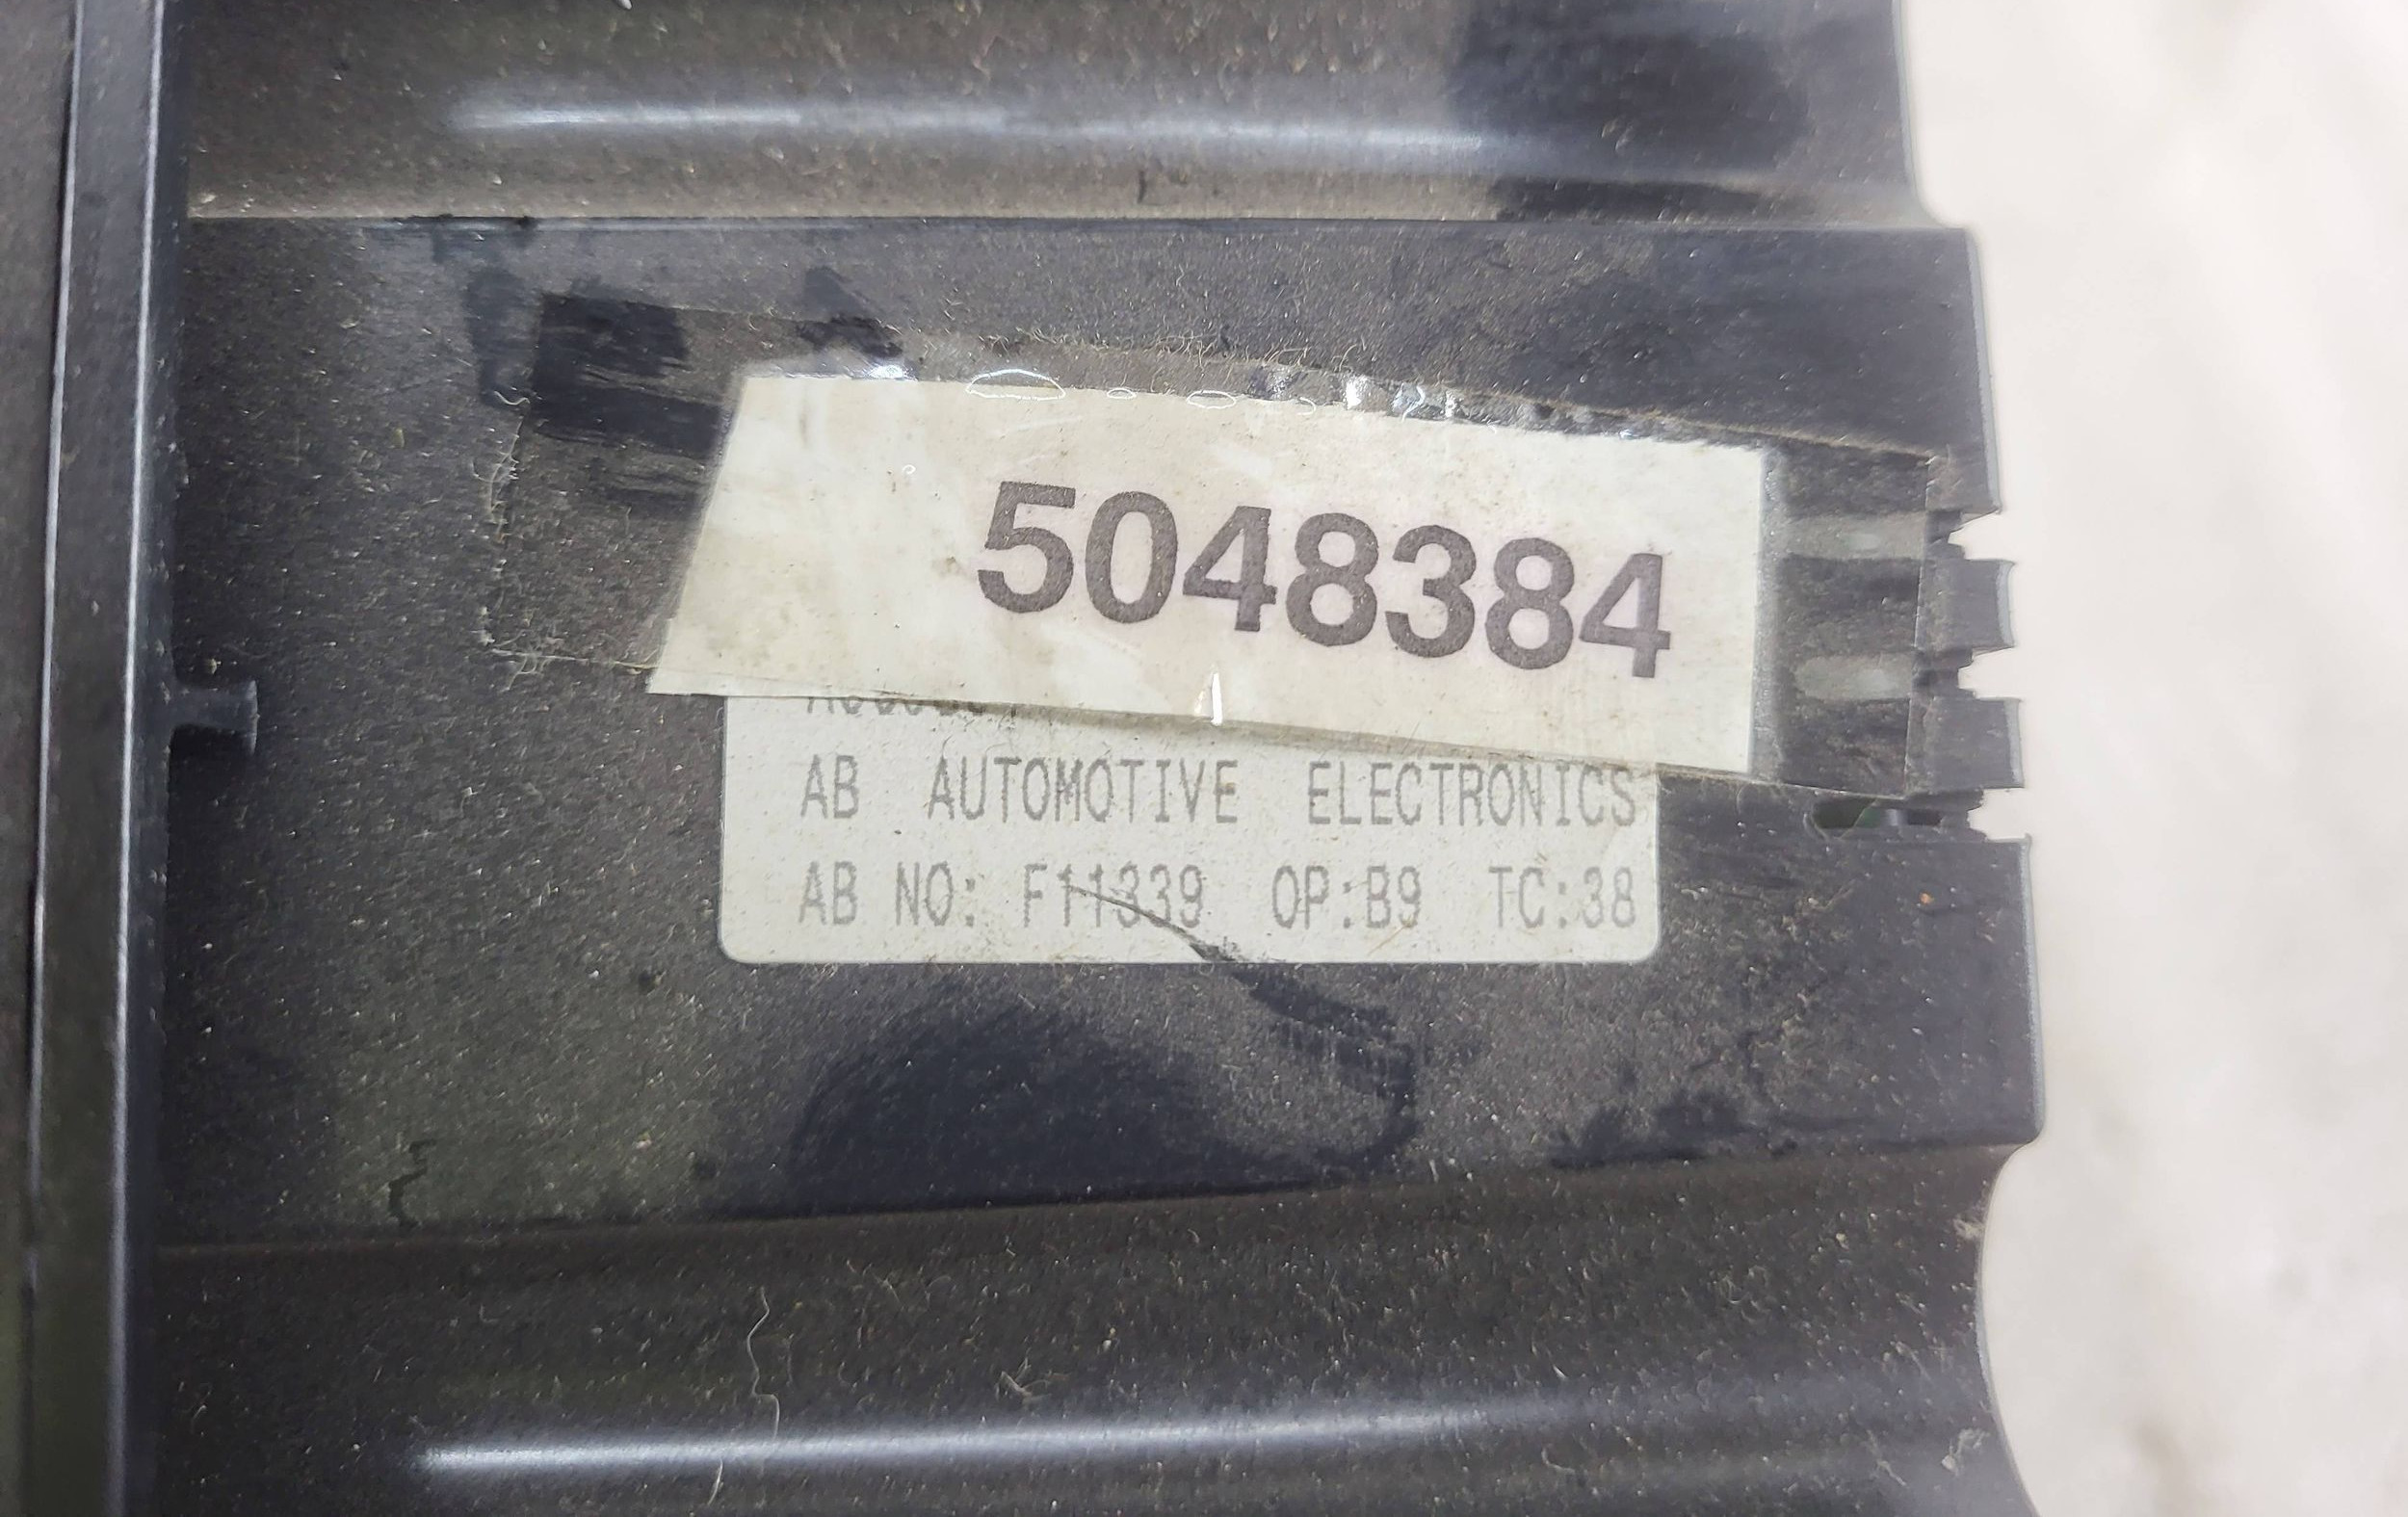 5048384
AB AUTOMOTIVE ELECTRONICS
AB NO: F11339 OP:B9 TC:38